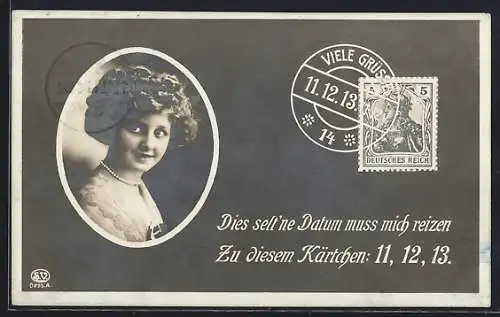 VIELE GRÜSSE
11.12.13.
* 14 *
5 5
DEUTSCHES REICH
Dies selt'ne Datum muss mich reizen
Zu diesem Kärtchen: 11, 12, 13.